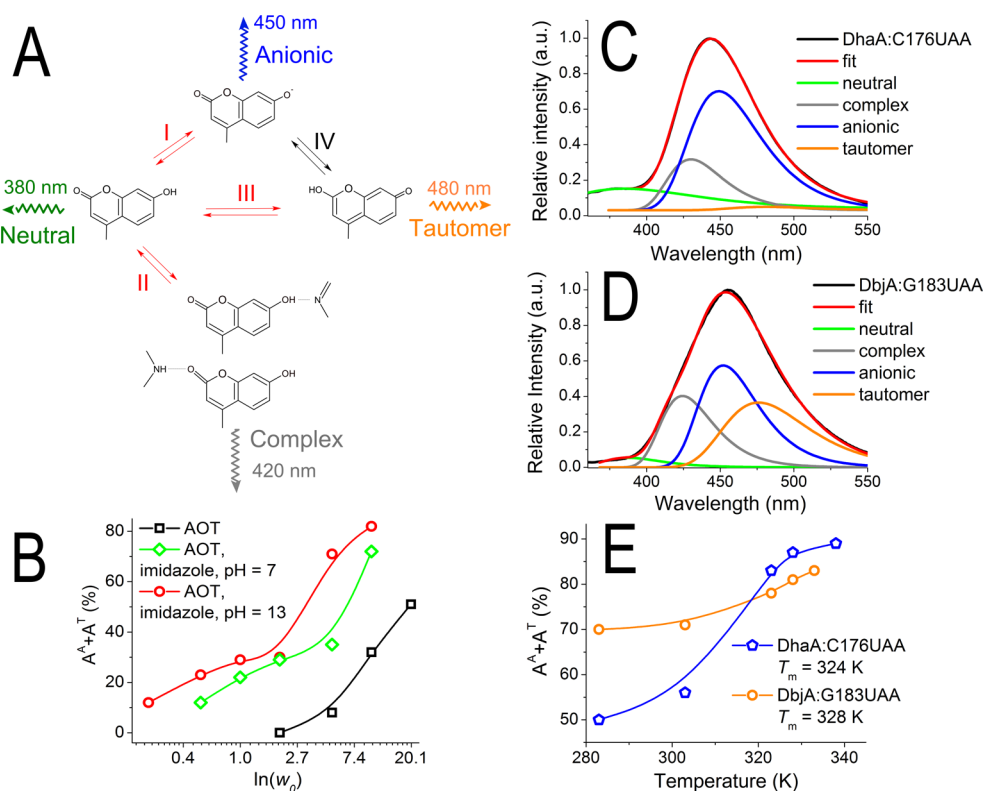 A
450 nm
Anionic
O
O
O-
I
IV
380 nm
Neutral
O
O
OH
III
HO
O
O
480 nm
Tautomer
II
O
O
OH
N
NH
O
O
OH
Complex
420 nm
B
AOT
AOT,
imidazole, pH = 7
AOT,
imidazole, pH = 13
A^A+A^T (%)
80
60
40
20
0
0.4
1.0
2.7
7.4
20.1
ln(w0)
C
DhaA:C176UAA
fit
neutral
complex
anionic
tautomer
Relative intensity (a.u.)
1.0
0.8
0.6
0.4
0.2
0.0
400
450
500
550
Wavelength (nm)
D
DbjA:G183UAA
fit
neutral
complex
anionic
tautomer
Relative Intensity (a.u.)
1.0
0.8
0.6
0.4
0.2
0.0
400
450
500
550
Wavelength (nm)
E
A^A+A^T (%)
90
80
70
60
50
DhaA:C176UAA
Tm = 324 K
DbjA:G183UAA
Tm = 328 K
280
300
320
340
Temperature (K)